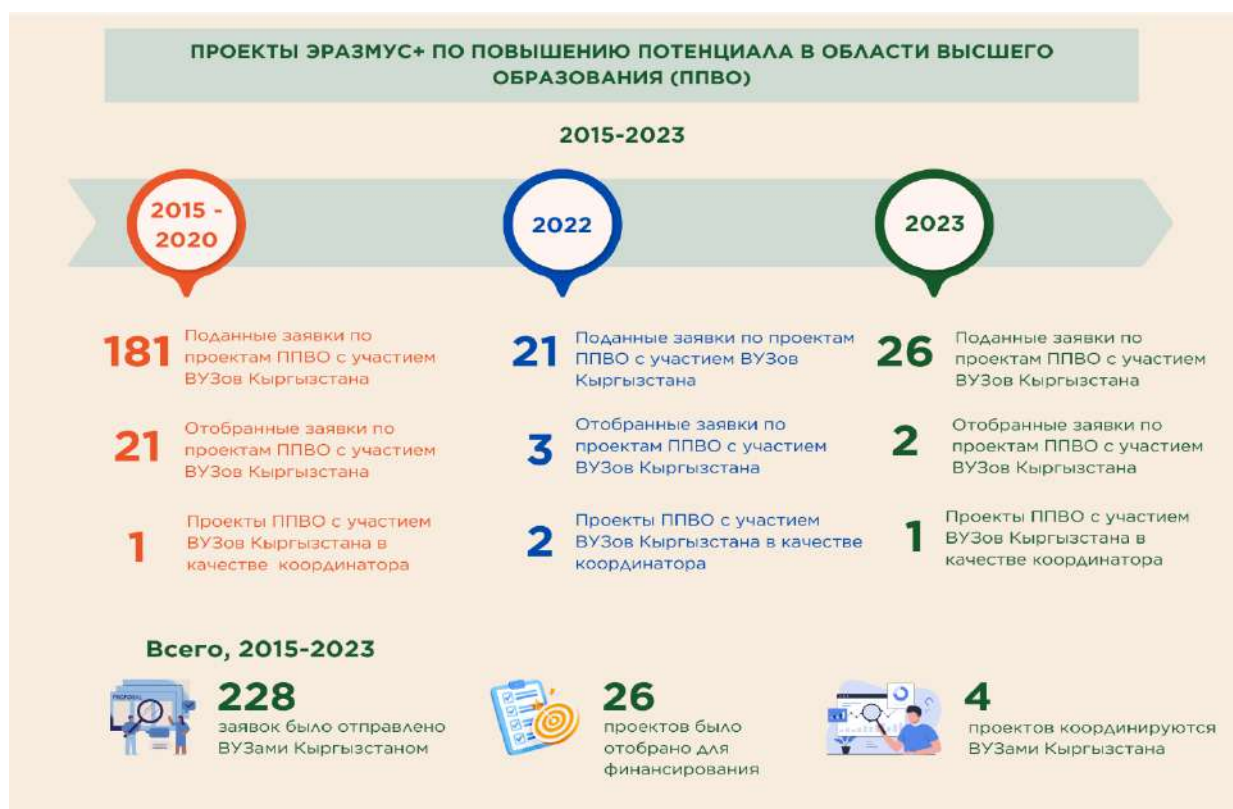 ПРОЕКТЫ ЭРАЗМУС+ ПО ПОВЫШЕНИЮ ПОТЕНЦИАЛА В ОБЛАСТИ ВЫСШЕГО
ОБРАЗОВАНИЯ (ППВО)
2015-2023
2015 -
2020
2022
2023
181
Поданные заявки по
проектам ППВО с участием
ВУЗов Кыргызстана
21
Поданные заявки по проектам
ППВО с участием ВУЗов
Кыргызстана
26
Поданные заявки по
проектам ППВО с участием
ВУЗов Кыргызстана
21
Отобранные заявки по
проектам ППВО с участием
ВУЗов Кыргызстана
3
Отобранные заявки по
проектам ППВО с участием
ВУЗов Кыргызстана
2
Отобранные заявки по
проектам ППВО с участием
ВУЗов Кыргызстана
1
Проекты ППВО с участием
ВУЗов Кыргызстана в
качестве координатора
2
Проекты ППВО с участием
ВУЗов Кыргызстана в качестве
координатора
1
Проекты ППВО с участием
ВУЗов Кыргызстана в
качестве координатора
Всего, 2015-2023
PROPOSAL
228
заявок было отправлено
ВУЗами Кыргызстаном
26
проектов было
отобрано для
финансирования
4
проектов координируются
ВУЗами Кыргызстана